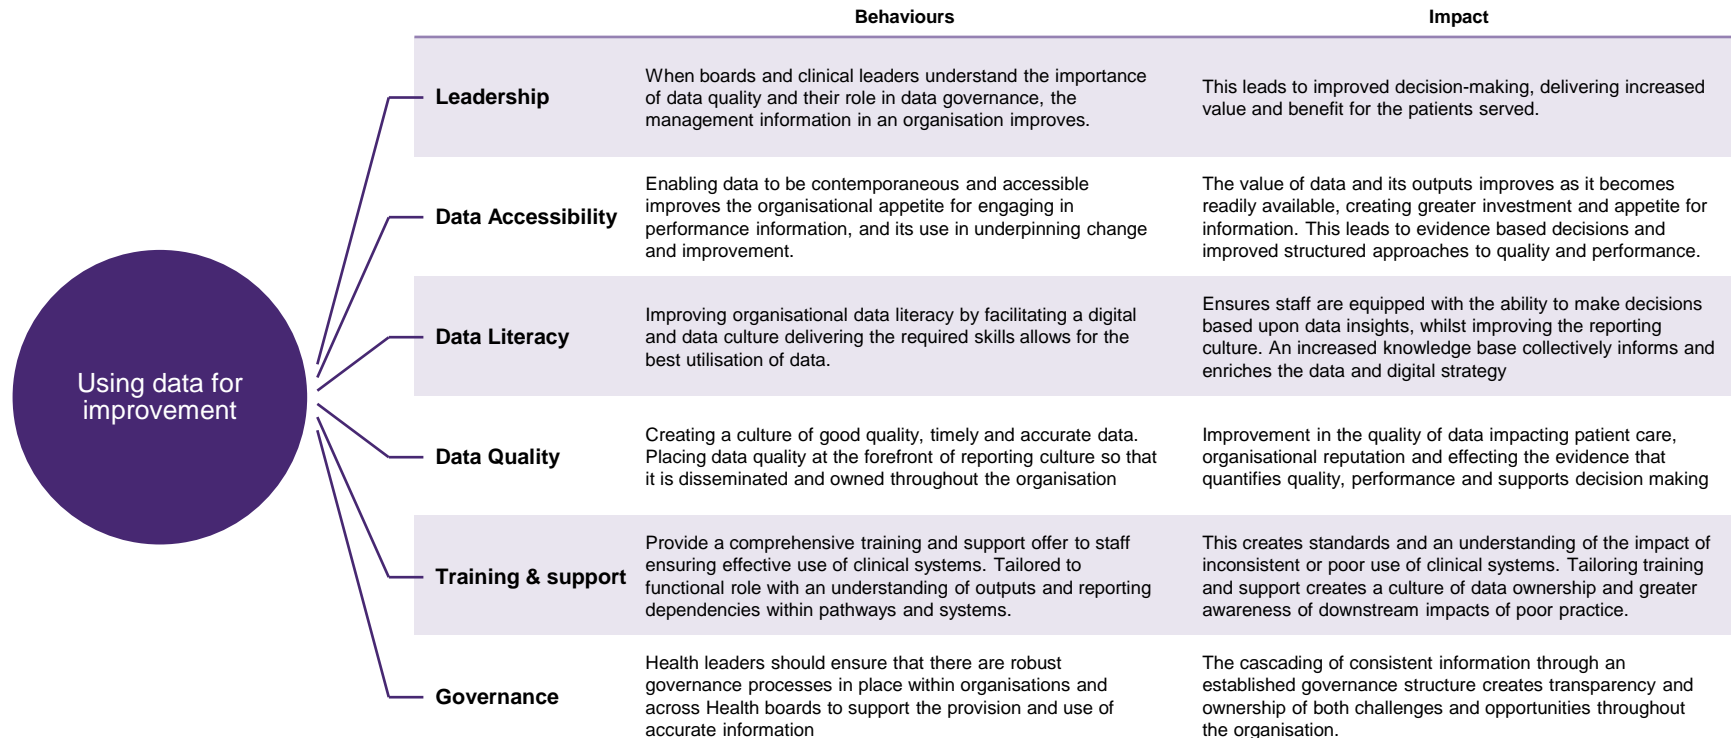 Behaviours
Impact
Using data for
improvement
Leadership
When boards and clinical leaders understand the importance
of data quality and their role in data governance, the
management information in an organisation improves.
This leads to improved decision-making, delivering increased
value and benefit for the patients served.
Data Accessibility
Enabling data to be contemporaneous and accessible
improves the organisational appetite for engaging in
performance information, and its use in underpinning change
and improvement.
The value of data and its outputs improves as it becomes
readily available, creating greater investment and appetite for
information. This leads to evidence based decisions and
improved structured approaches to quality and performance.
Data Literacy
Improving organisational data literacy by facilitating a digital
and data culture delivering the required skills allows for the
best utilisation of data.
Ensures staff are equipped with the ability to make decisions
based upon data insights, whilst improving the reporting
culture. An increased knowledge base collectively informs and
enriches the data and digital strategy
Data Quality
Creating a culture of good quality, timely and accurate data.
Placing data quality at the forefront of reporting culture so that
it is disseminated and owned throughout the organisation
Improvement in the quality of data impacting patient care,
organisational reputation and effecting the evidence that
quantifies quality, performance and supports decision making
Training & support
Provide a comprehensive training and support offer to staff
ensuring effective use of clinical systems. Tailored to
functional role with an understanding of outputs and reporting
dependencies within pathways and systems.
This creates standards and an understanding of the impact of
inconsistent or poor use of clinical systems. Tailoring training
and support creates a culture of data ownership and greater
awareness of downstream impacts of poor practice.
Governance
Health leaders should ensure that there are robust
governance processes in place within organisations and
across Health boards to support the provision and use of
accurate information
The cascading of consistent information through an
established governance structure creates transparency and
ownership of both challenges and opportunities throughout
the organisation.